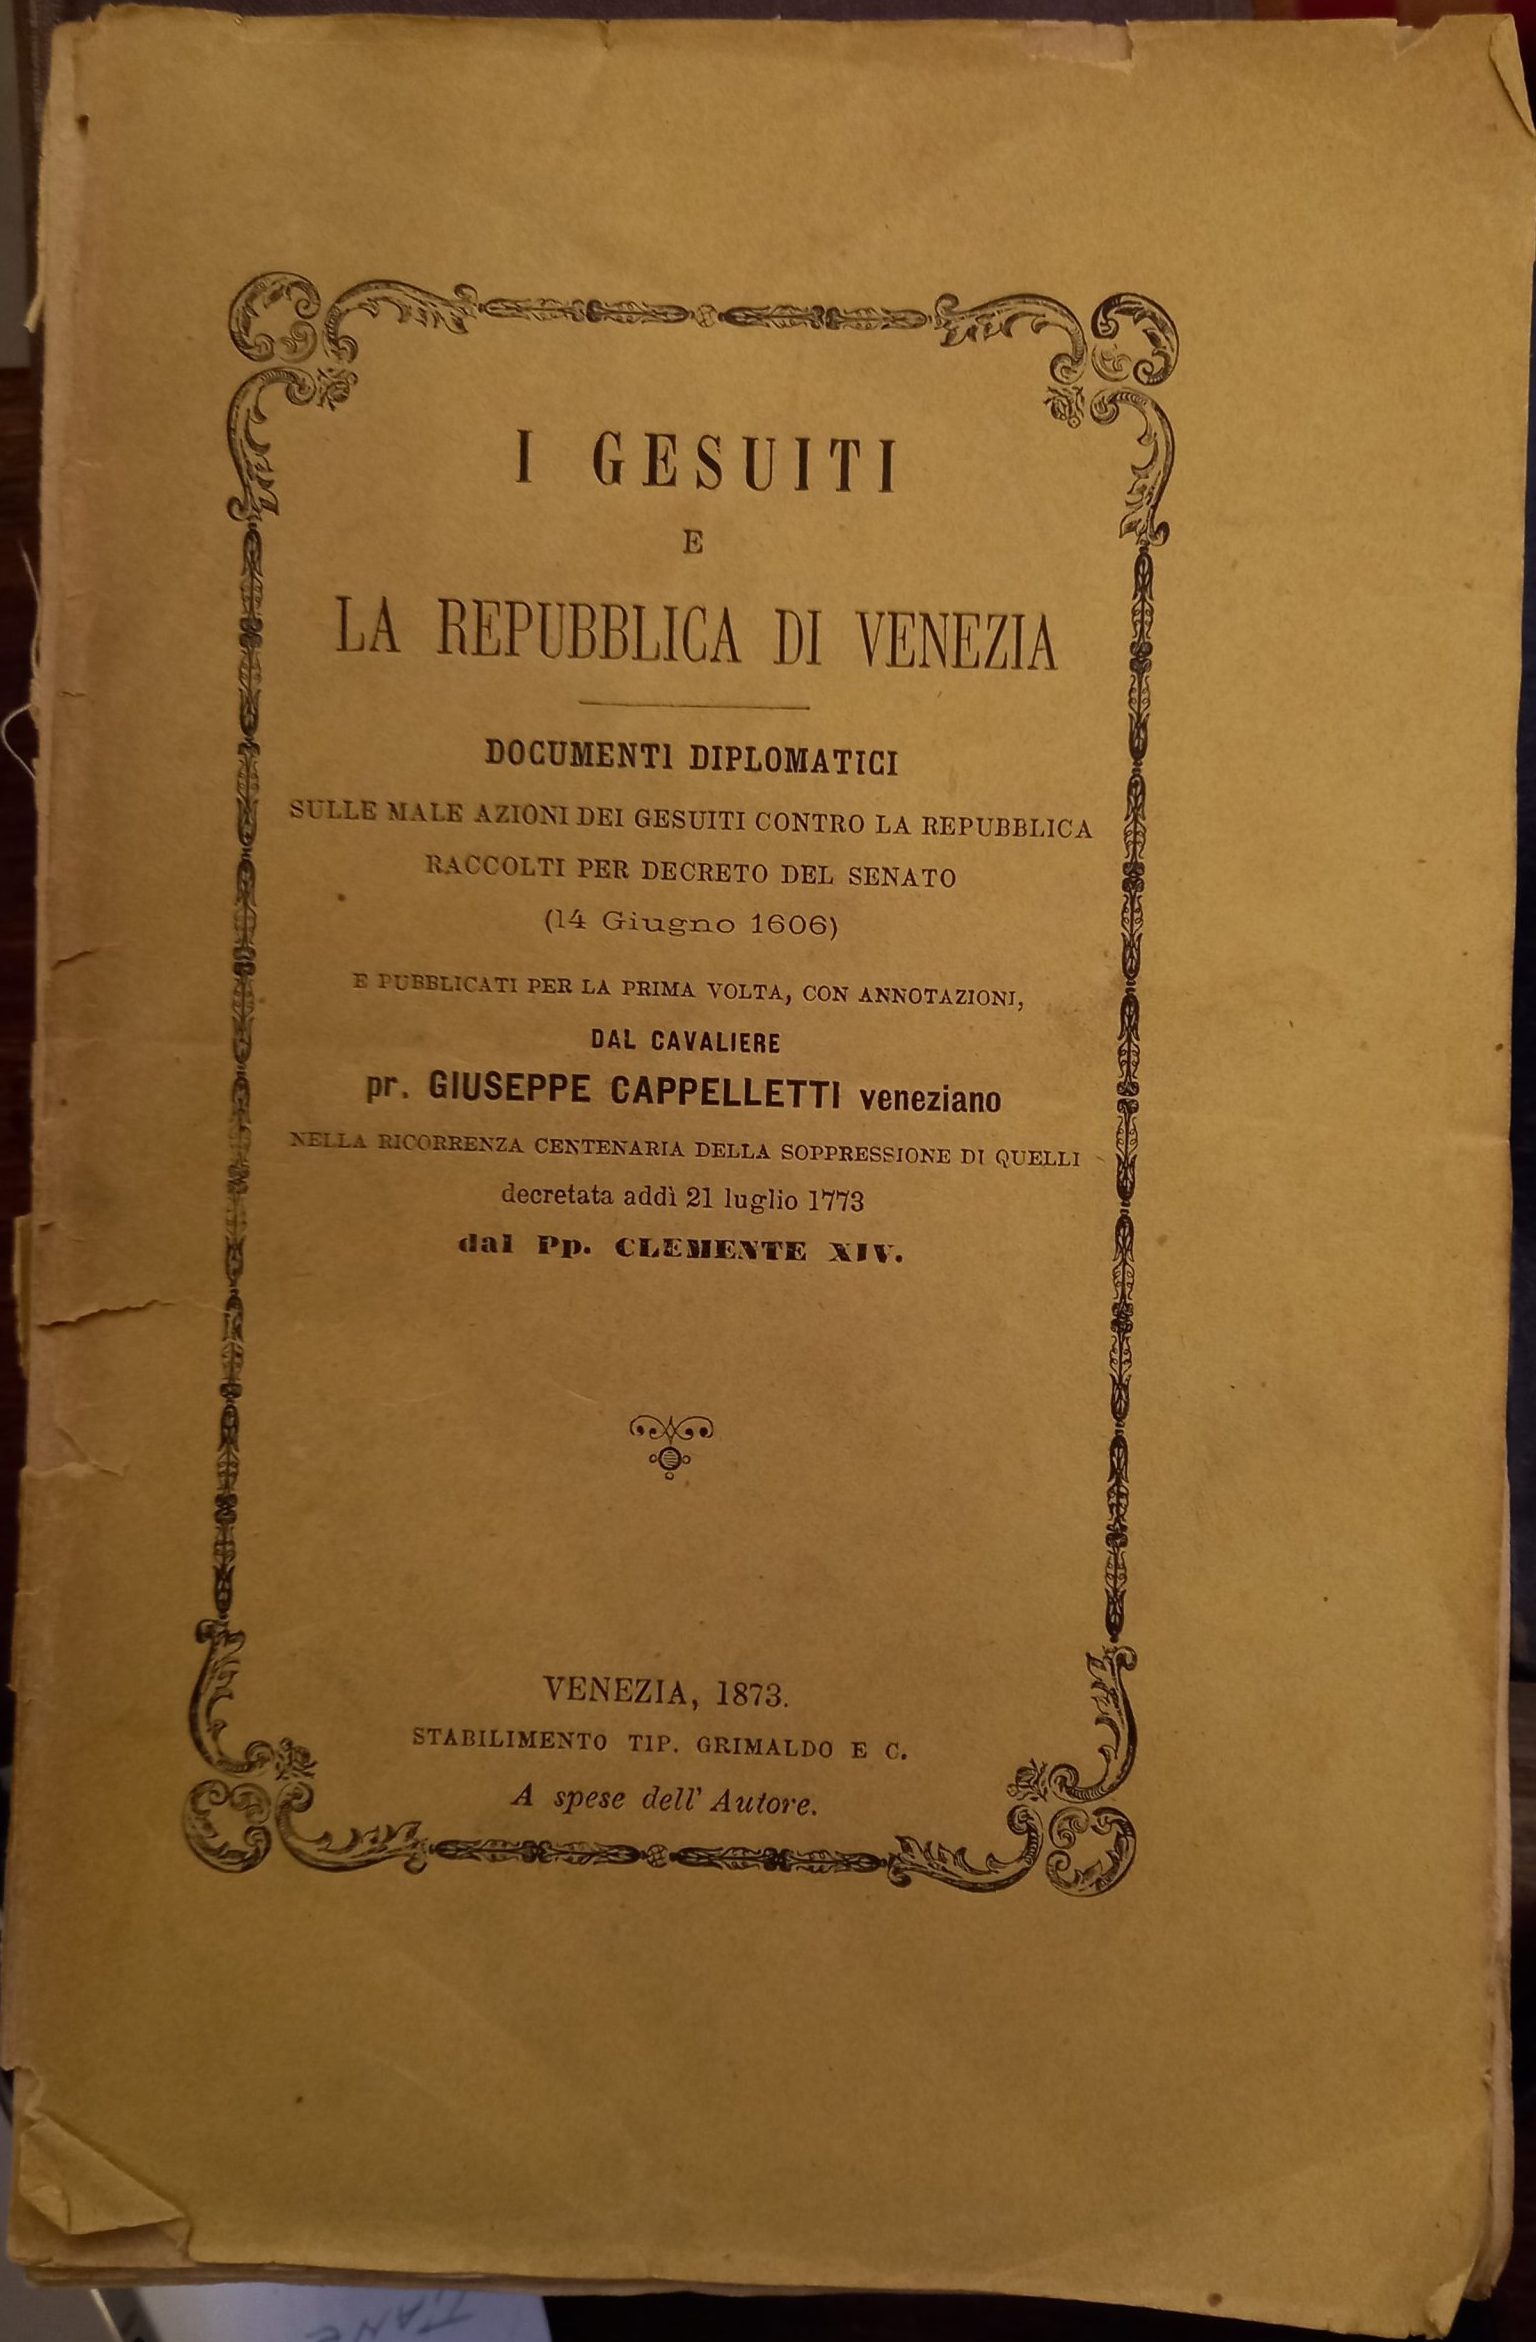 I GESUITI
E
LA REPUBBLICA DI VENEZIA
DOCUMENTI DIPLOMATICI
SULLE MALE AZIONI DEI GESUITI CONTRO LA REPUBBLICA
RACCOLTI PER DECRETO DEL SENATO
(14 Giugno 1606)
E PUBBLICATI PER LA PRIMA VOLTA, CON ANNOTAZIONI,
DAL CAVALIERE
pr. GIUSEPPE CAPPELLETTI veneziano
NELLA RICORRENZA CENTENARIA DELLA SOPPRESSIONE DI QUELLI
decretata addì 21 luglio 1773
dal Pp. CLEMENTE XIV.
VENEZIA, 1873.
STABILIMENTO TIP. GRIMALDO E C.
A spese dell' Autore.